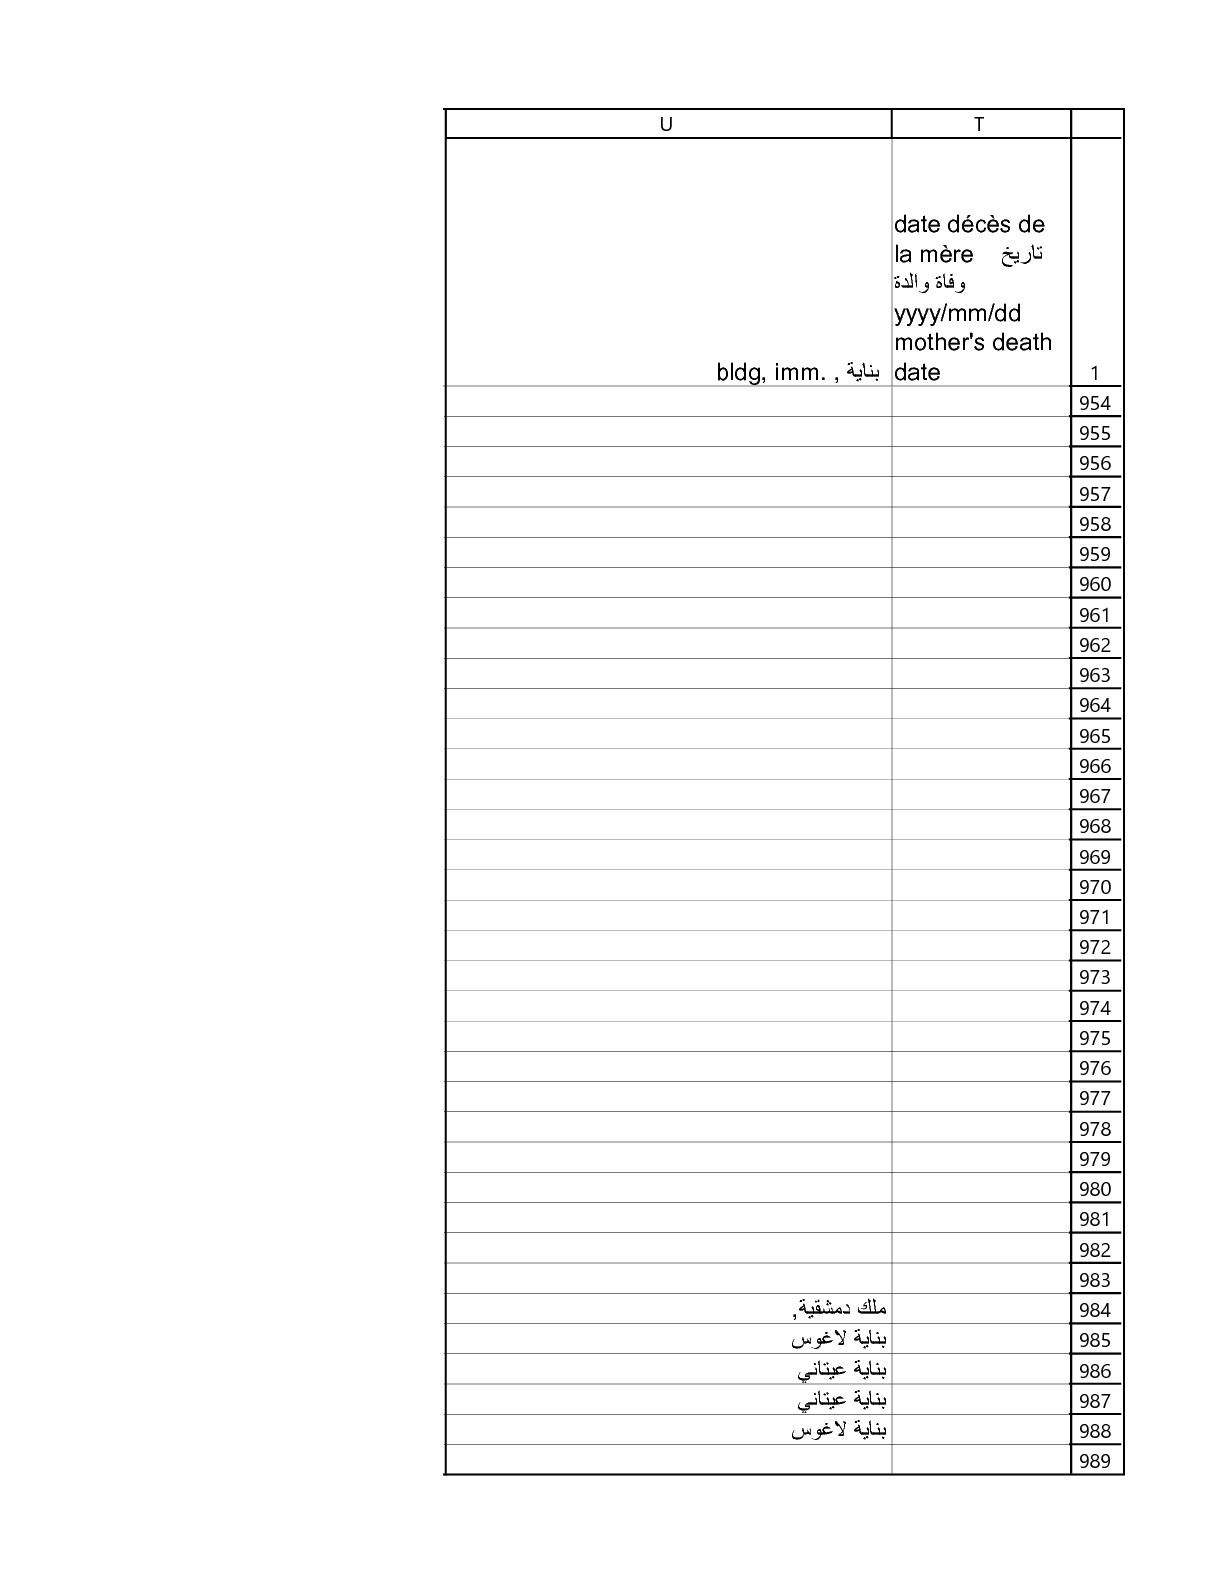 U T
date décès de
la mère تاريخ
وفاة والدة
yyyy/mm/dd
mother's death
bldg, imm. , بناية date 1
954
955
956
957
958
959
960
961
962
963
964
965
966
967
968
969
970
971
972
973
974
975
976
977
978
979
980
981
982
983
ملك دمشقية, 984
بناية لاغوس 985
بناية عيتاني 986
بناية عيتاني 987
بناية لاغوس 988
989